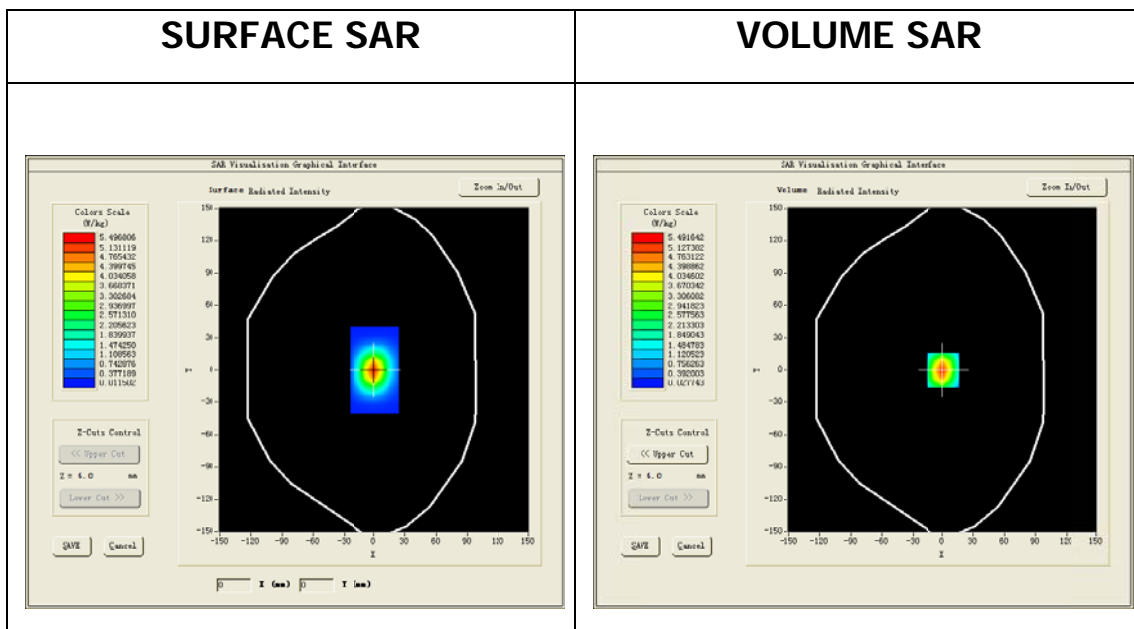 SURFACE SAR
SAR Visualisation Graphical Interface
Surface Radiated Intensity
Zoom In/Out
Colors Scale
(W/kg)
5.496806
5.131119
4.765432
4.399745
4.034058
3.668371
3.302684
2.936997
2.571310
2.205623
1.839937
1.474250
1.108563
0.742876
0.377189
0.011502
Z-Cuts Control
<< Upper Cut
Z = 4.0 mm
Lower Cut >>
SAVE Cancel
150
120
90
60
30
0
-30
-60
-90
-120
-150
Y
-150 -120 -90 -60 -30 0 30 60 90 120 150
X
0 X (mm) 0 Y (mm)
VOLUME SAR
SAR Visualisation Graphical Interface
Volume Radiated Intensity
Zoom In/Out
Colors Scale
(W/kg)
5.491642
5.127382
4.763122
4.398862
4.034602
3.670342
3.306082
2.941823
2.577563
2.213303
1.849043
1.484783
1.120523
0.756263
0.392003
0.027743
Z-Cuts Control
<< Upper Cut
Z = 4.0 mm
Lower Cut >>
SAVE Cancel
150
120
90
60
30
0
-30
-60
-90
-120
-150
Y
-150 -120 -90 -60 -30 0 30 60 90 120 150
X